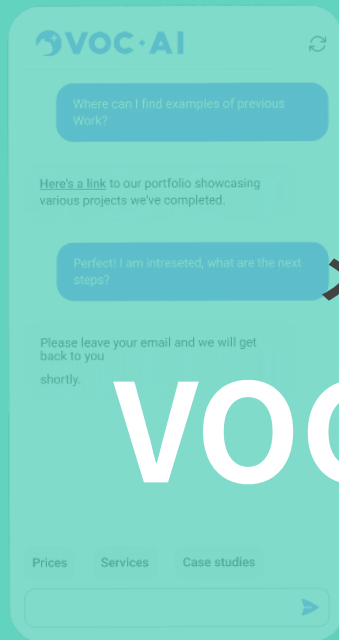 VOC·AI
Where can I find examples of previous
Work?
Here's a link to our portfolio showcasing
various projects we've completed.
Perfect! I am intreseted, what are the next
steps?
Please leave your email and we will get
back to you
shortly.
VOC
Prices Services Case studies